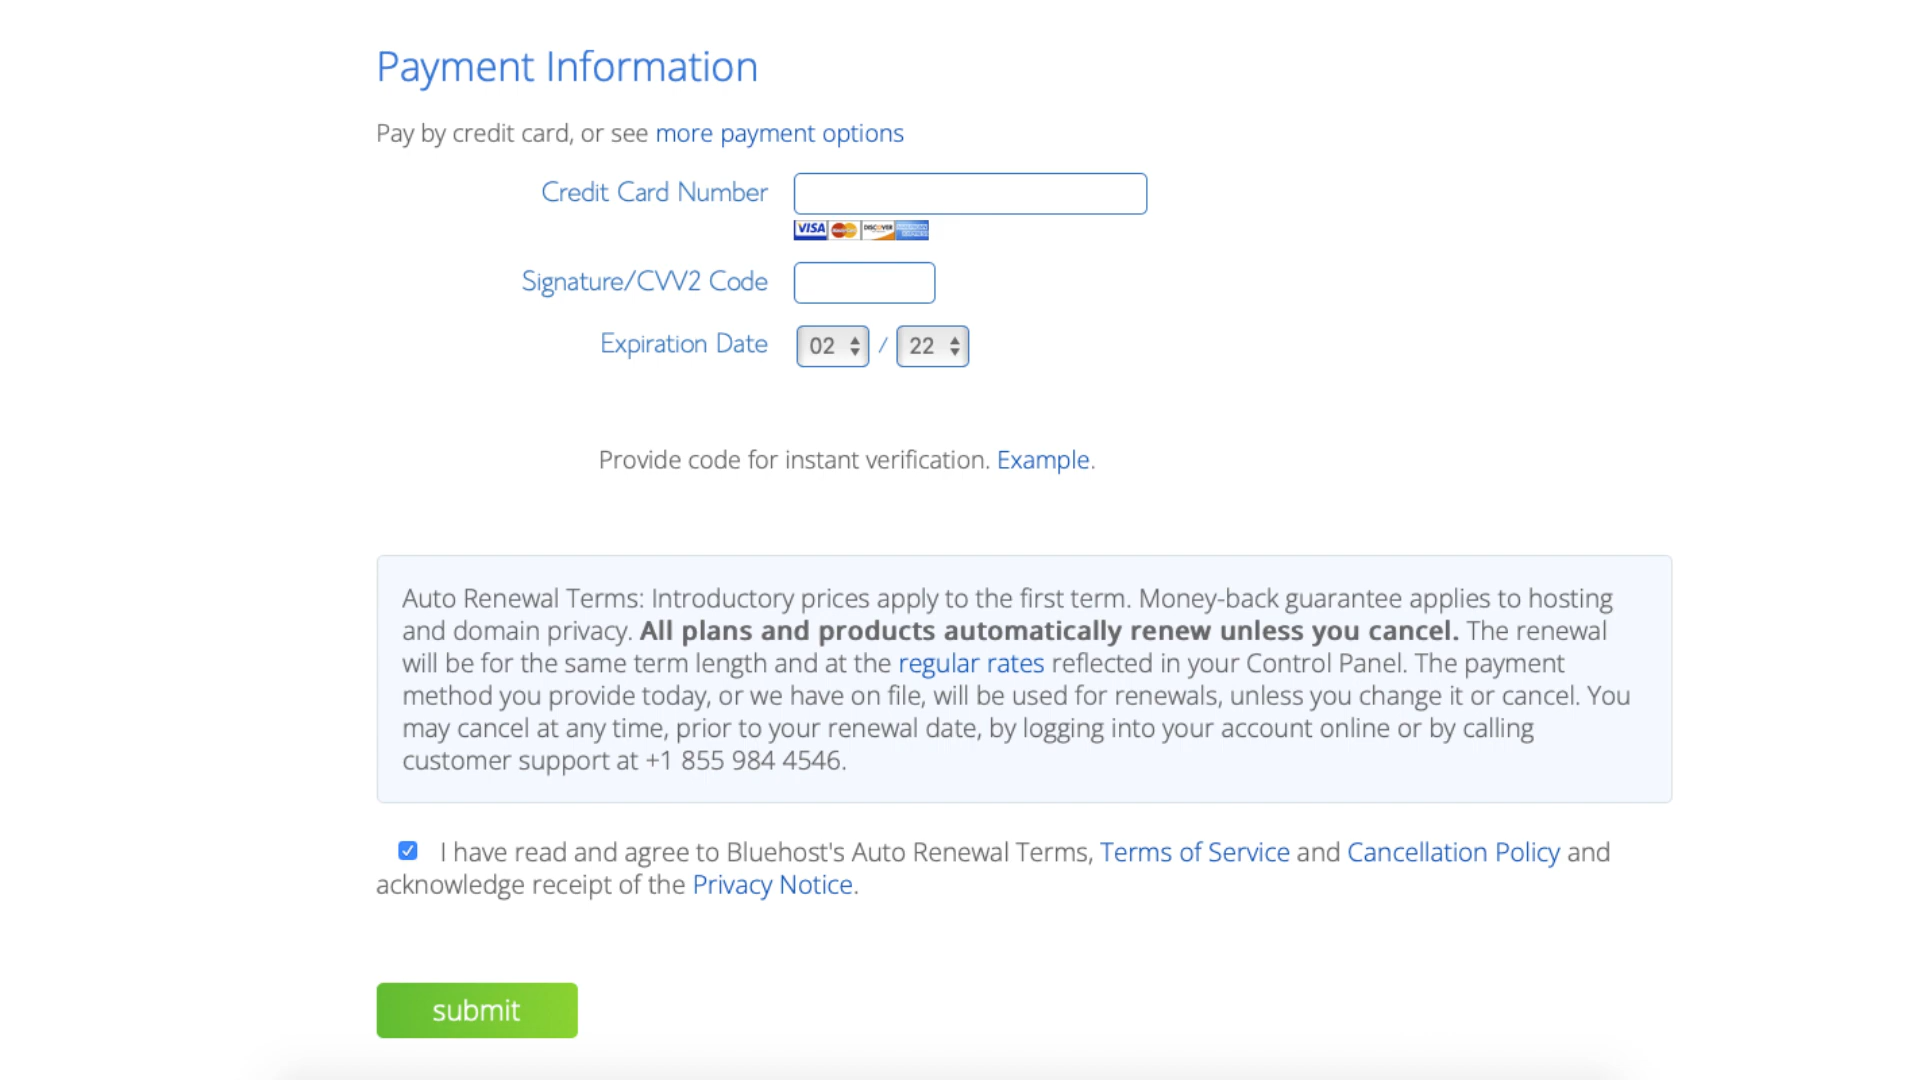 Payment Information
Pay by credit card, or see more payment options
Credit Card Number
VISA MasterCard DISCOVER AMERICAN EXPRESS
Signature/CVV2 Code
Expiration Date 02 / 22
Provide code for instant verification. Example.
Auto Renewal Terms: Introductory prices apply to the first term. Money-back guarantee applies to hosting
and domain privacy. All plans and products automatically renew unless you cancel. The renewal
will be for the same term length and at the regular rates reflected in your Control Panel. The payment
method you provide today, or we have on file, will be used for renewals, unless you change it or cancel. You
may cancel at any time, prior to your renewal date, by logging into your account online or by calling
customer support at +1 855 984 4546.
I have read and agree to Bluehost's Auto Renewal Terms, Terms of Service and Cancellation Policy and
acknowledge receipt of the Privacy Notice.
submit